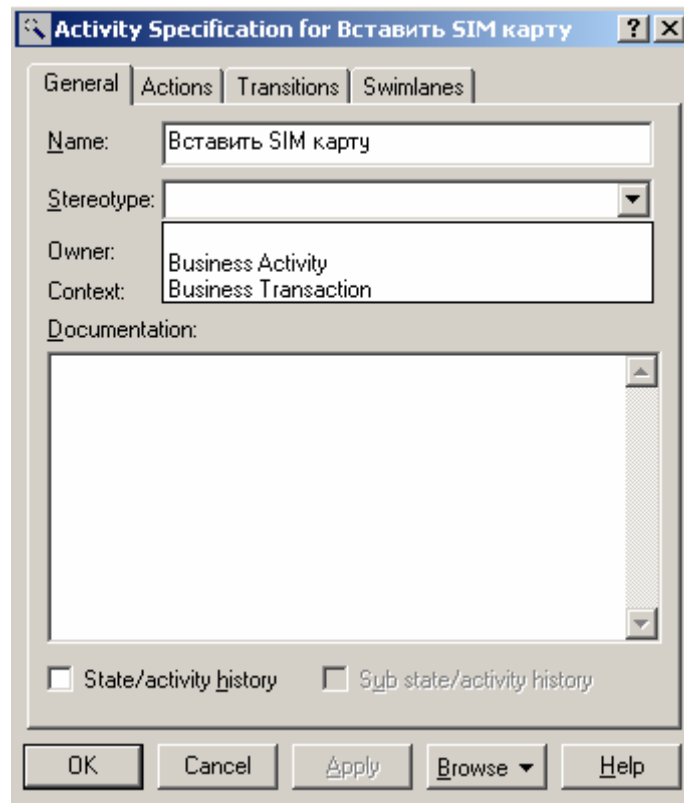 Activity Specification for Вставить SIM карту
General Actions Transitions Swimlanes
Name: Вставить SIM карту
Stereotype:
Owner:
Business Activity
Context:
Business Transaction
Documentation:
State/activity history Sub state/activity history
OK Cancel Apply Browse Help